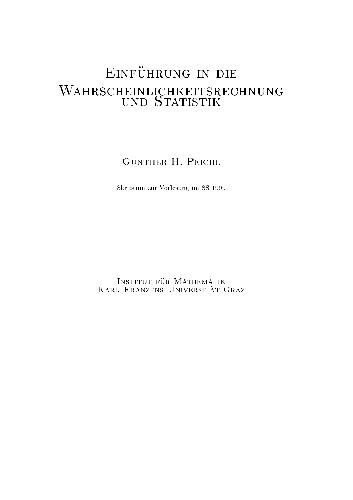 Einführung in die
Wahrscheinlichkeitsrechnung
und Statistik
Gunther H. Peichl
Skriptum zur Vorlesung im SS
Institut für Mathematik
Karl-Franzens-Universität Graz